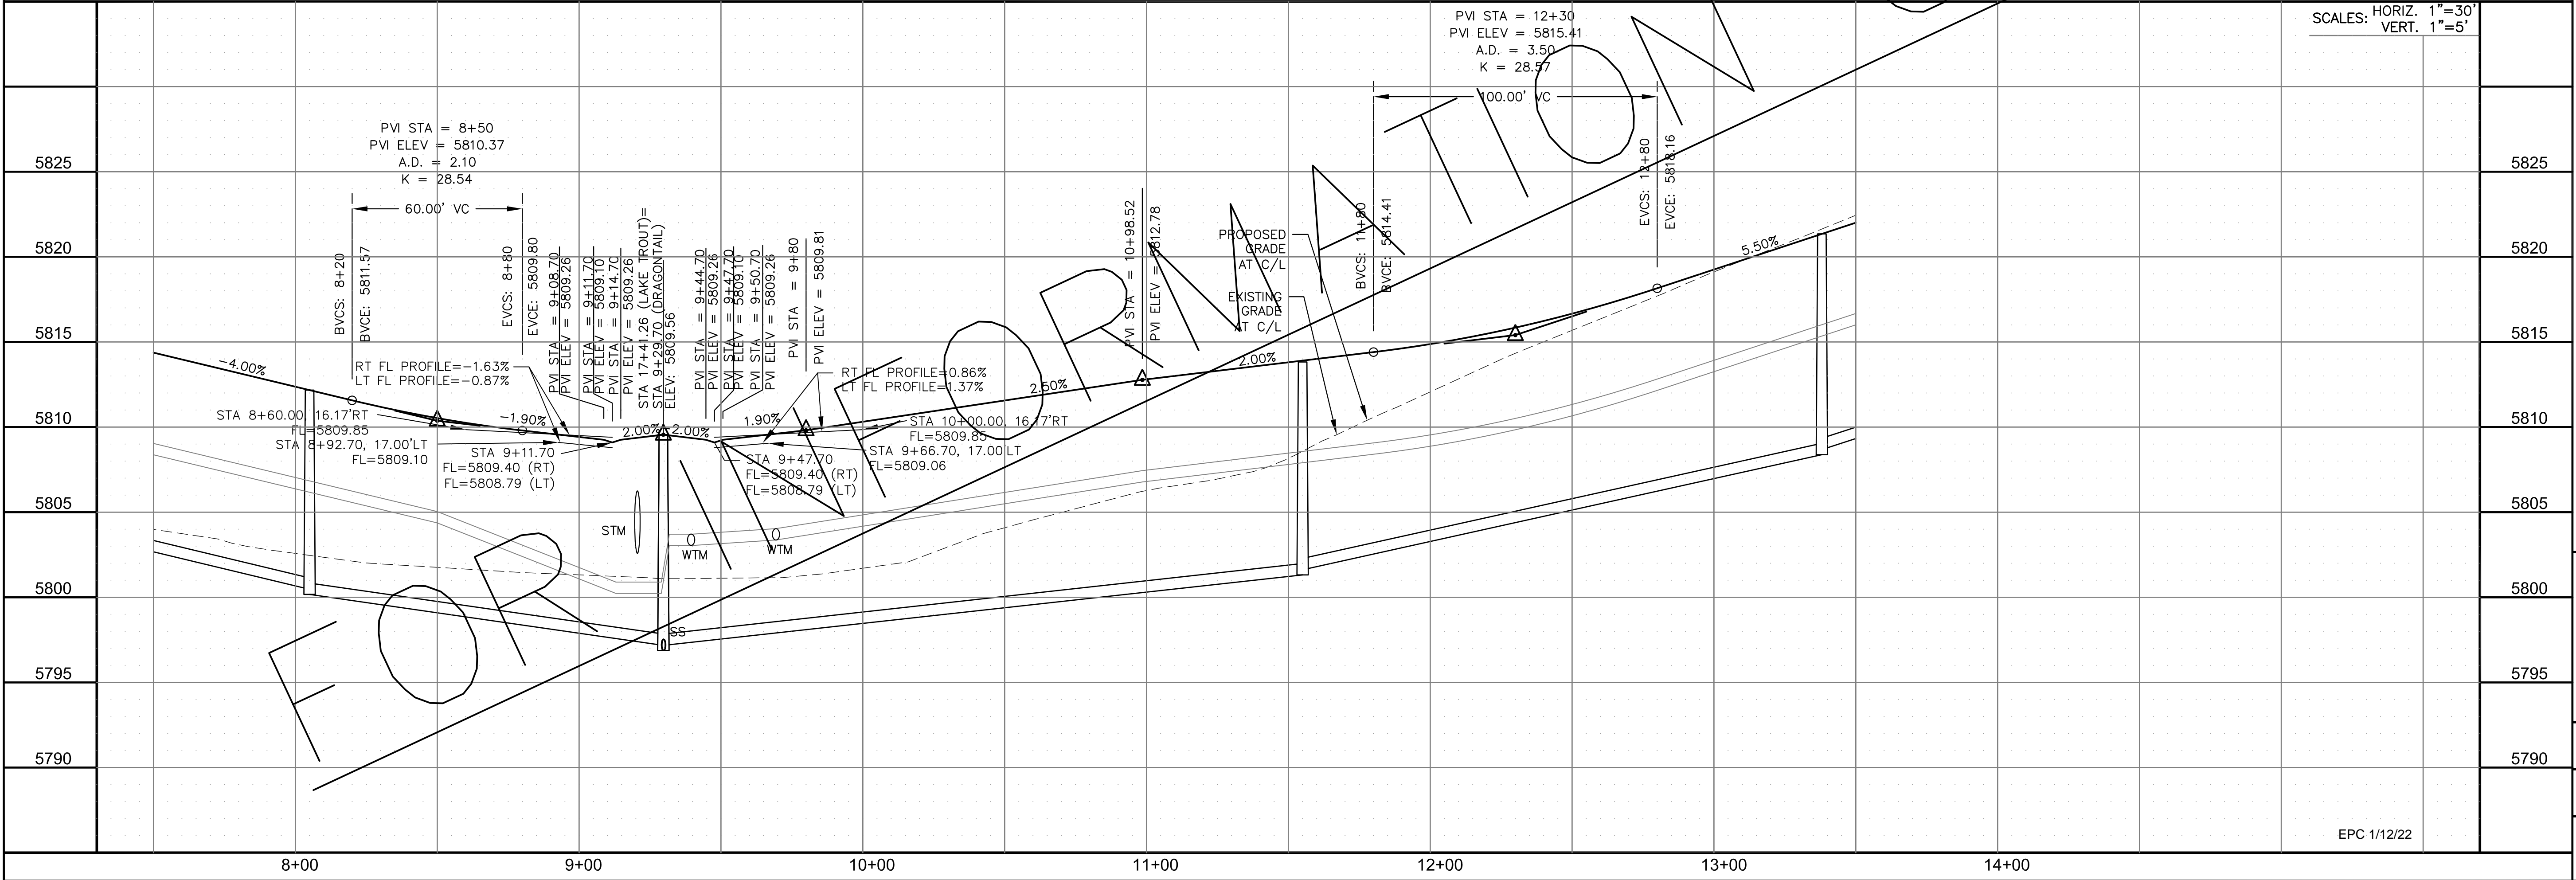 SCALES: HORIZ. 1"=30'
VERT. 1"=5'
PVI STA = 12+30
PVI ELEV = 5815.41
A.D. = 3.50
K = 28.57
100.00' VC
PVI STA = 8+50
PVI ELEV = 5810.37
A.D. = 2.10
K = 28.54
60.00' VC
BVCS: 8+20
BVCE: 5811.57
EVCS: 8+80
EVCE: 5809.80
PVI STA = 9+08.70
PVI ELEV = 5809.26
PVI STA = 9+11.70
PVI ELEV = 5809.10
PVI STA = 9+14.70
PVI ELEV = 5809.26
STA 17+41.26 (LAKE TROUT)=
STA 9+29.70 (DRAGONTAIL)
ELEV: 5809.56
PVI STA = 9+44.70
PVI ELEV = 5809.26
PVI STA = 9+47.70
PVI ELEV = 5809.10
PVI STA = 9+50.70
PVI ELEV = 5809.26
PVI STA = 9+80
PVI ELEV = 5809.81
PVI STA = 10+98.52
PVI ELEV = 5812.78
BVCS: 11+80
BVCE: 5814.41
EVCS: 12+80
EVCE: 5818.16
PROPOSED
GRADE
AT C/L
EXISTING
GRADE
AT C/L
-4.00%
RT FL PROFILE=-1.63%
LT FL PROFILE=-0.87%
-1.90%
2.00%
-2.00%
1.90%
RT FL PROFILE=0.86%
LT FL PROFILE=1.37%
2.50%
2.00%
5.50%
STA 8+60.00, 16.17'RT
FL=5809.85
STA 8+92.70, 17.00'LT
FL=5809.10
STA 9+11.70
FL=5809.40 (RT)
FL=5808.79 (LT)
STA 9+47.70
FL=5809.40 (RT)
FL=5808.79 (LT)
STA 10+00.00, 16.17'RT
FL=5809.85
STA 9+66.70, 17.00'LT
FL=5809.06
STM
WTM
WTM
SS
FOR INFORMATION
5825
5820
5815
5810
5805
5800
5795
5790
5825
5820
5815
5810
5805
5800
5795
5790
EPC 1/12/22
8+00
9+00
10+00
11+00
12+00
13+00
14+00